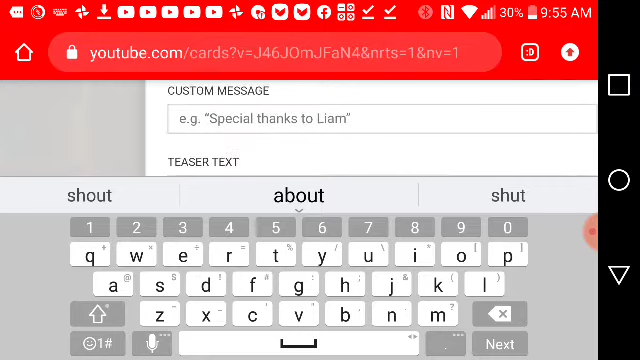 30% 9:55 AM
youtube.com/cards?v=J46JOmJFaN4&nrts=1&nv=1
:D
CUSTOM MESSAGE
e.g. “Special thanks to Liam”
TEASER TEXT
shout about shut
1 2 3 4 5 6 7 8 9 0
q + w × e ÷ r = t % y / u \ i * o [ p ]
a @ s $ d ! f # g : h ; j & k ( l )
z x c v b n m
☺1# . Next